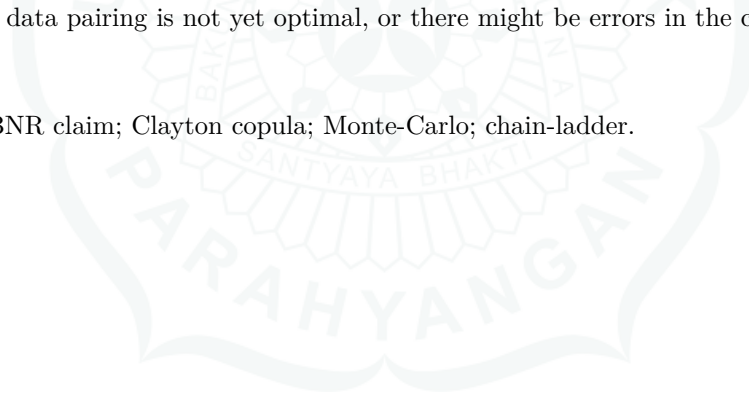 data pairing is not yet optimal, or there might be errors in the
BNR claim; Clayton copula; Monte-Carlo; chain-ladder.
SANTYAYA BHAKTI
PARAHYANGAN